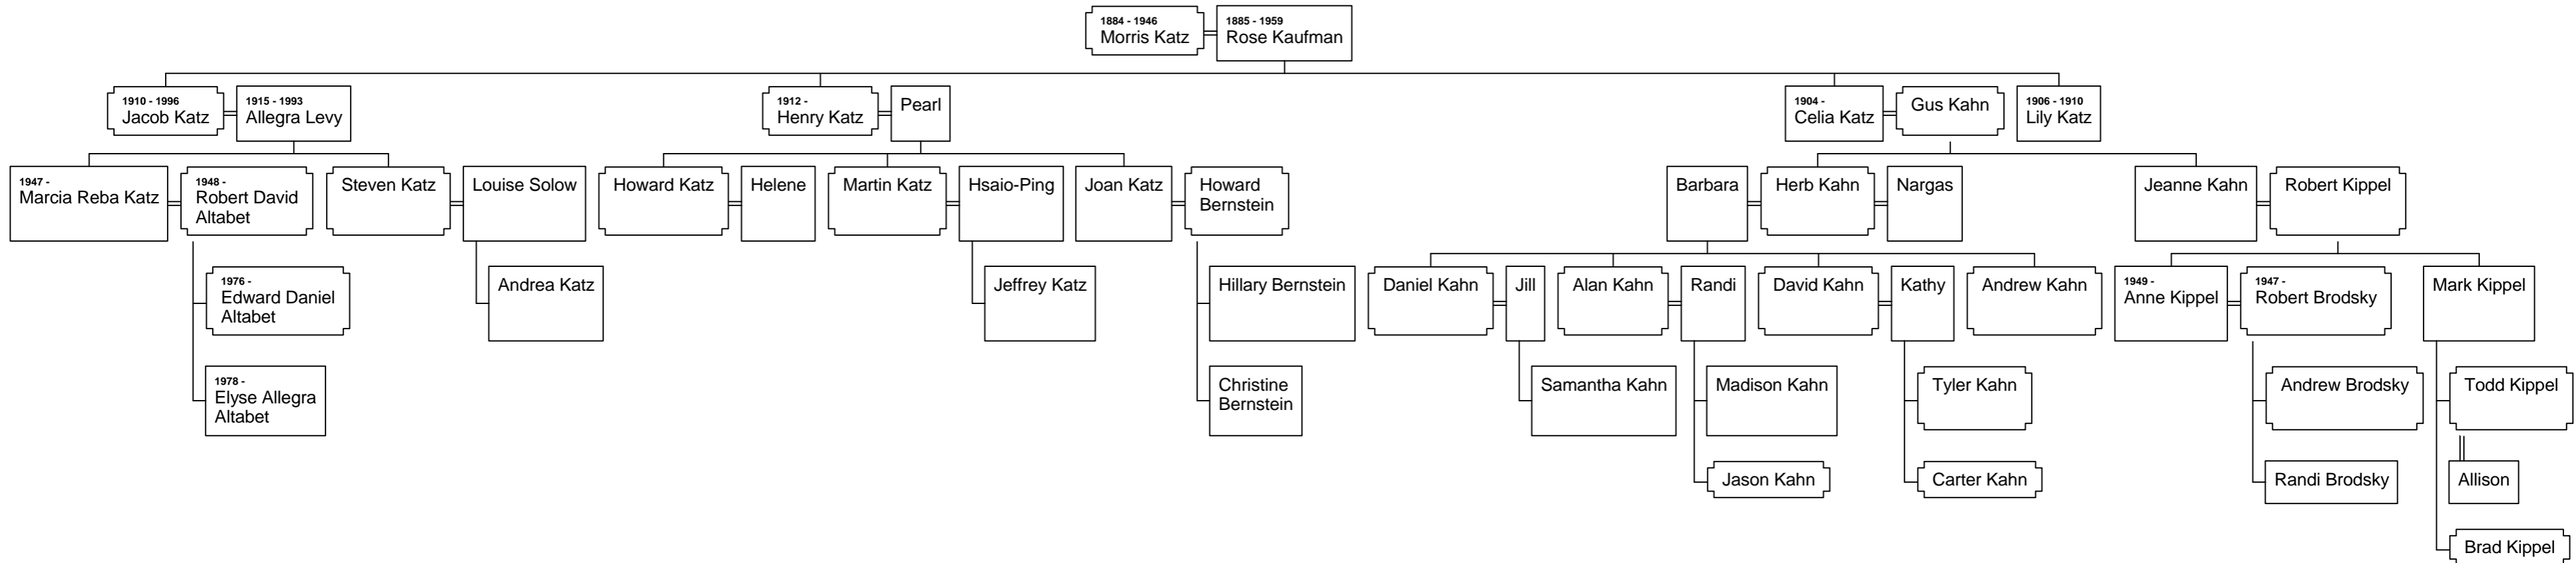 1884 - 1946
Morris Katz
1885 - 1959
Rose Kaufman
1910 - 1996
Jacob Katz
1915 - 1993
Allegra Levy
1912 -
Henry Katz
Pearl
1904 -
Celia Katz
Gus Kahn
1906 - 1910
Lily Katz
1947 -
Marcia Reba Katz
1948 -
Robert David
Altabet
Steven Katz
Louise Solow
Howard Katz
Helene
Martin Katz
Hsaio-Ping
Joan Katz
Howard
Bernstein
Barbara
Herb Kahn
Nargas
Jeanne Kahn
Robert Kippel
1976 -
Edward Daniel
Altabet
Andrea Katz
Jeffrey Katz
Hillary Bernstein
Daniel Kahn
Jill
Alan Kahn
Randi
David Kahn
Kathy
Andrew Kahn
1949 -
Anne Kippel
1947 -
Robert Brodsky
Mark Kippel
1978 -
Elyse Allegra
Altabet
Christine
Bernstein
Samantha Kahn
Madison Kahn
Tyler Kahn
Andrew Brodsky
Todd Kippel
Jason Kahn
Carter Kahn
Randi Brodsky
Allison
Brad Kippel